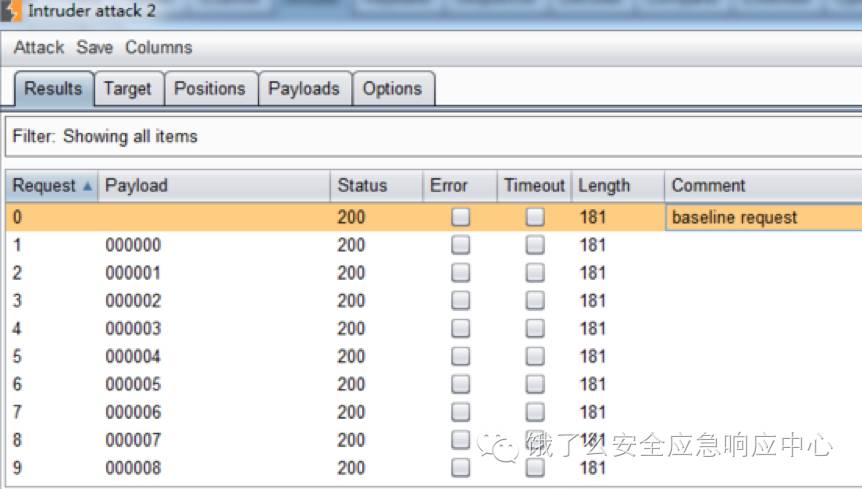 Intruder attack 2
Attack Save Columns
Results Target Positions Payloads Options
Filter: Showing all items
Request Payload Status Error Timeout Length Comment
0 200 181 baseline request
1 000000 200 181
2 000001 200 181
3 000002 200 181
4 000003 200 181
5 000004 200 181
6 000005 200 181
7 000006 200 181
8 000007 200 181
饿了么安全应急响应中心
9 000008 200 181